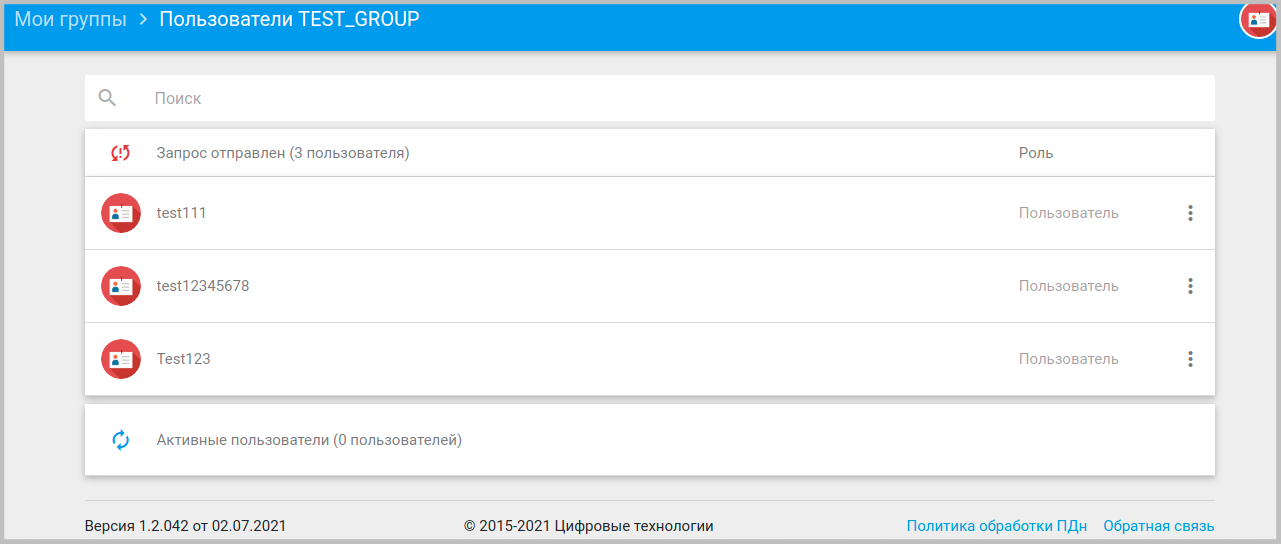 Мои группы > Пользователи TEST_GROUP
Поиск
Запрос отправлен (3 пользователя) Роль
test111 Пользователь
test12345678 Пользователь
Test123 Пользователь
Активные пользователи (0 пользователей)
Версия 1.2.042 от 02.07.2021 © 2015-2021 Цифровые технологии Политика обработки ПДн Обратная связь